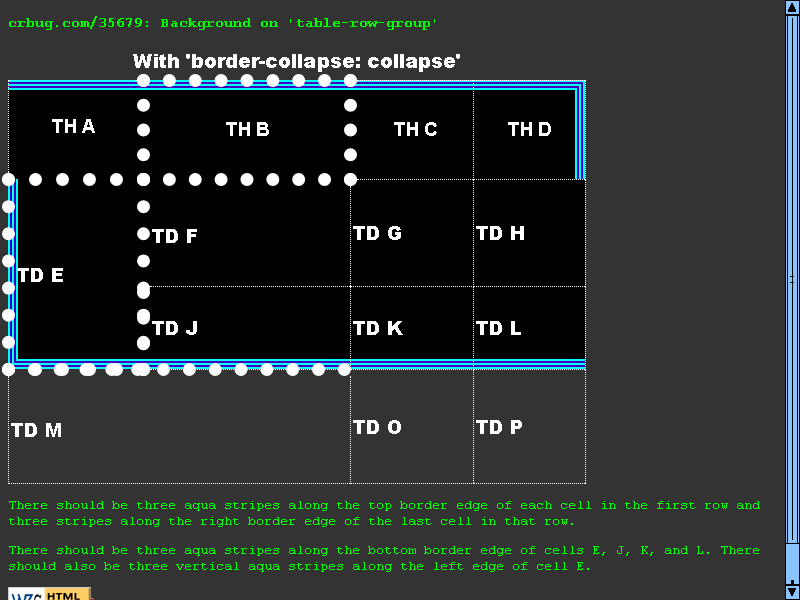 crbug.com/35679: Background on 'table-row-group'
With 'border-collapse: collapse'
TH A TH B TH C TH D
TD F TD G TD H
TD E
TD J TD K TD L
TD M TD O TD P
There should be three aqua stripes along the top border edge of each cell in the first row and
three stripes along the right border edge of the last cell in that row.
There should be three aqua stripes along the bottom border edge of cells E, J, K, and L. There
should also be three vertical aqua stripes along the left edge of cell E.
W3C HTML